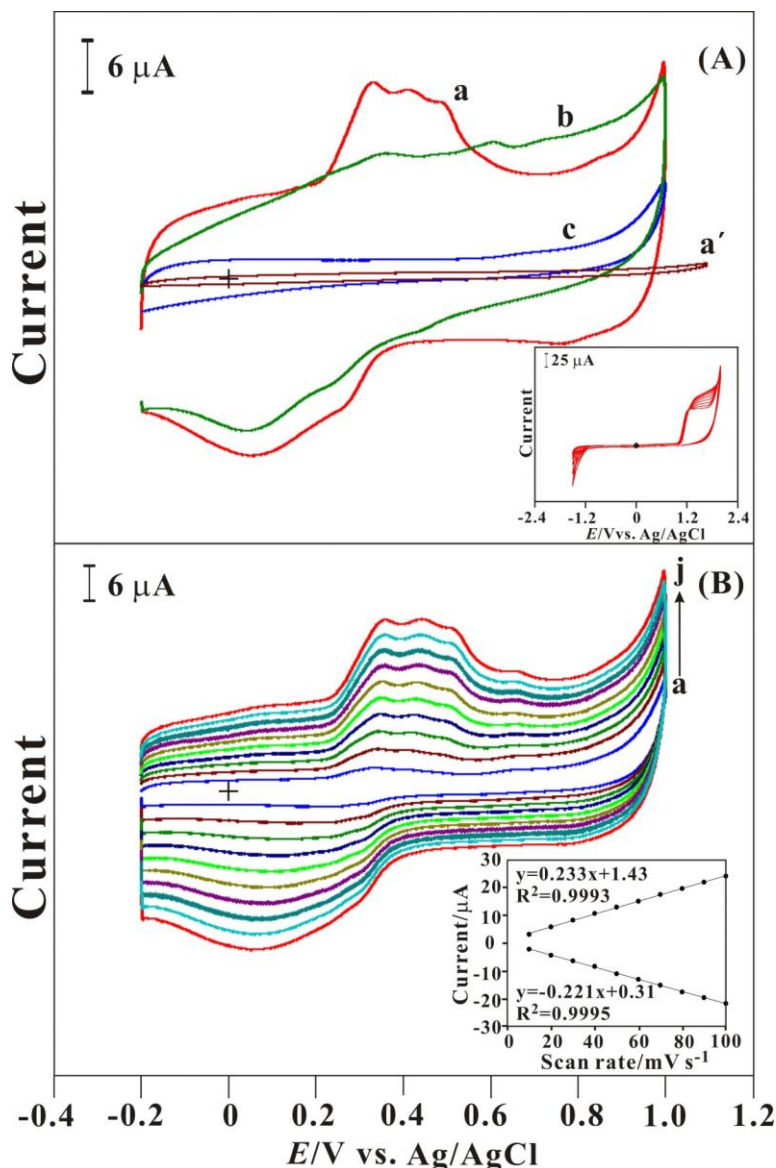 6 μA
(A)
a
b
c
a′
Current
25 μA
Current
-2.4 -1.2 0 1.2 2.4
E/Vvs. Ag/AgCl
6 μA
j
(B)
a
Current
y=0.233x+1.43
R²=0.9993
y=-0.221x+0.31
R²=0.9995
Current/μA
30
20
10
0
-10
-20
-30
0 20 40 60 80 100
Scan rate/mV s⁻¹
-0.4 -0.2 0 0.2 0.4 0.6 0.8 1.0 1.2
E/V vs. Ag/AgCl